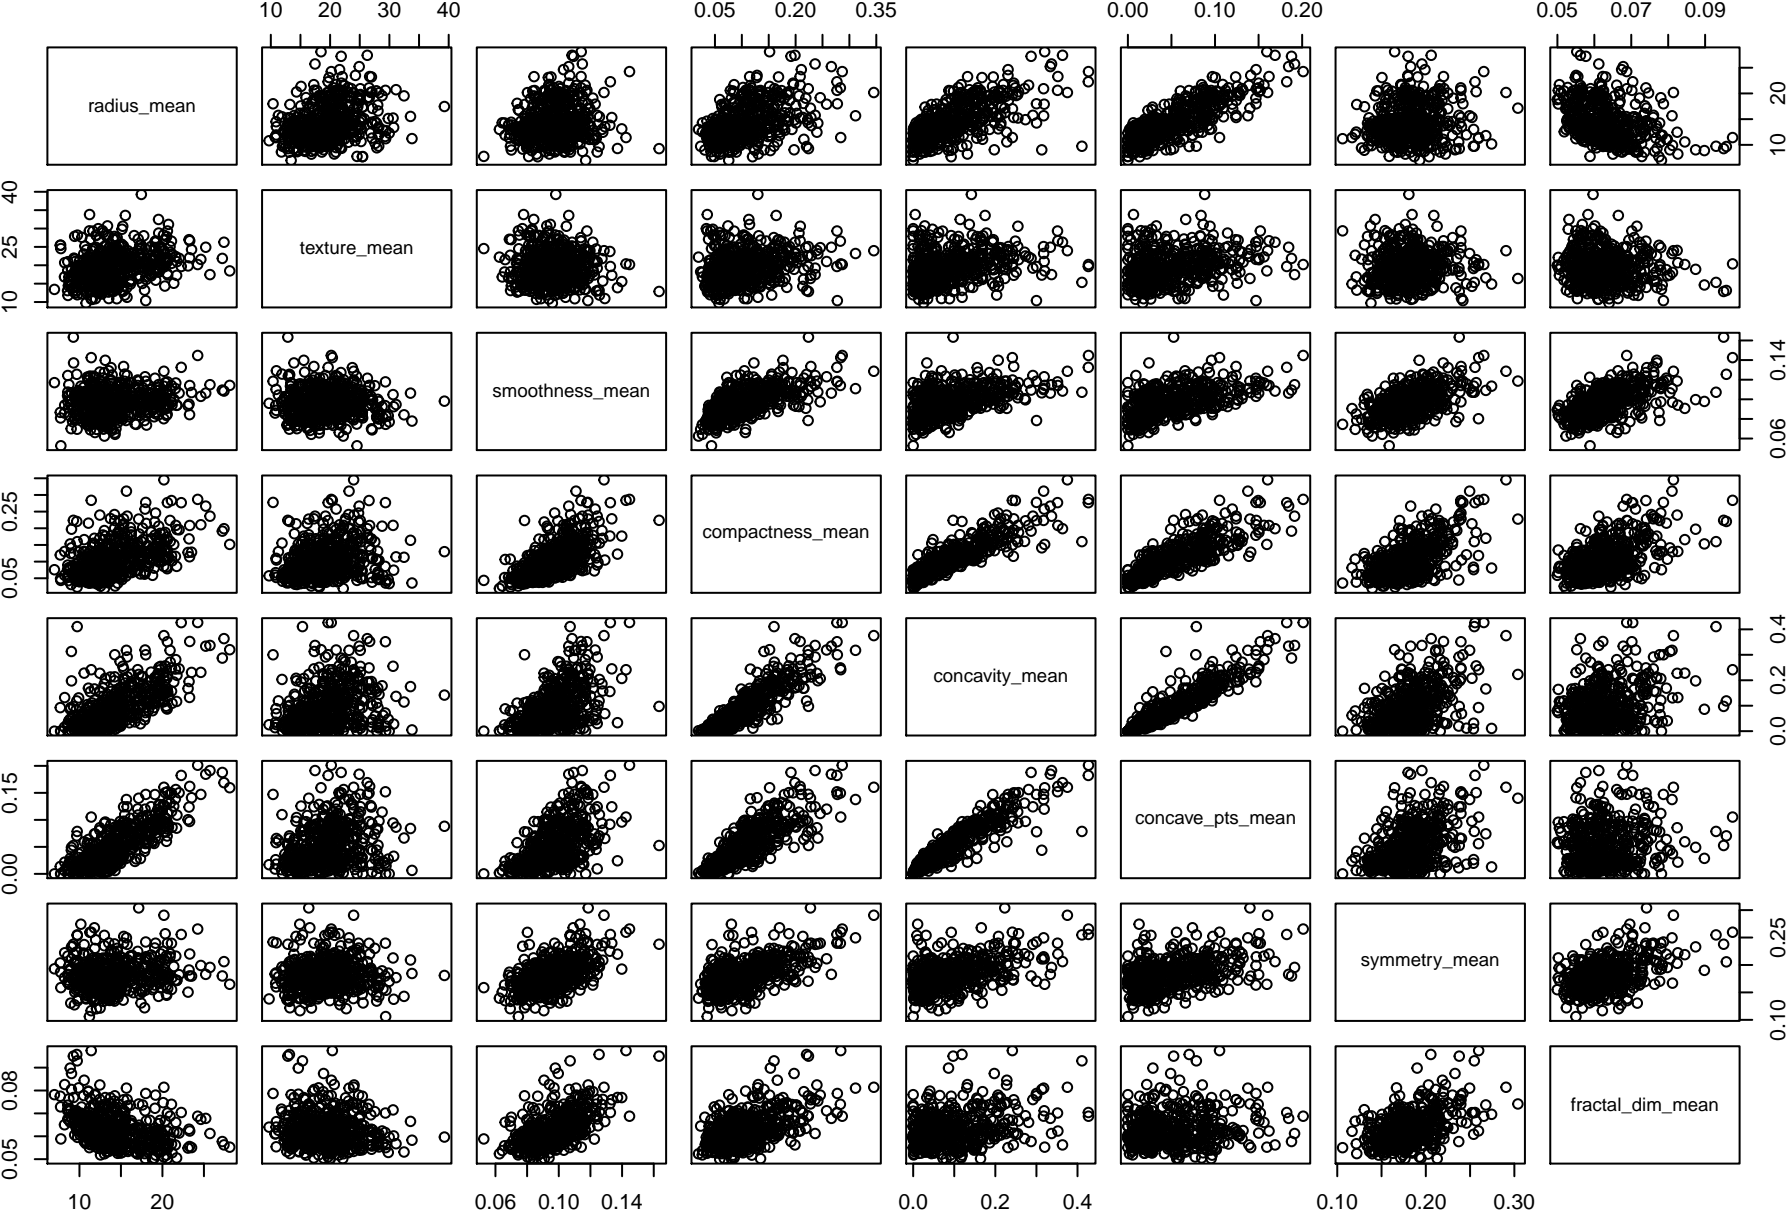 10 20 30 40 0.05 0.20 0.35 0.00 0.10 0.20 0.05 0.07 0.09
radius_mean
10 20
10 25 40
texture_mean
smoothness_mean
0.06 0.14
0.05 0.25
compactness_mean
concavity_mean
0.0 0.2 0.4
0.00 0.15
concave_pts_mean
symmetry_mean
0.10 0.25
0.05 0.08
fractal_dim_mean
10 20 0.06 0.10 0.14 0.0 0.2 0.4 0.10 0.20 0.30